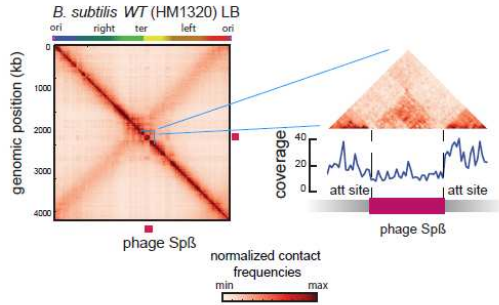 B. subtilis WT (HM1320) LB
ori right ter left ori
genomic position (kb)
0
1000
2000
3000
4000
phage Spß
coverage
40
20
0
att site
att site
phage Spß
normalized contact
frequencies
min max